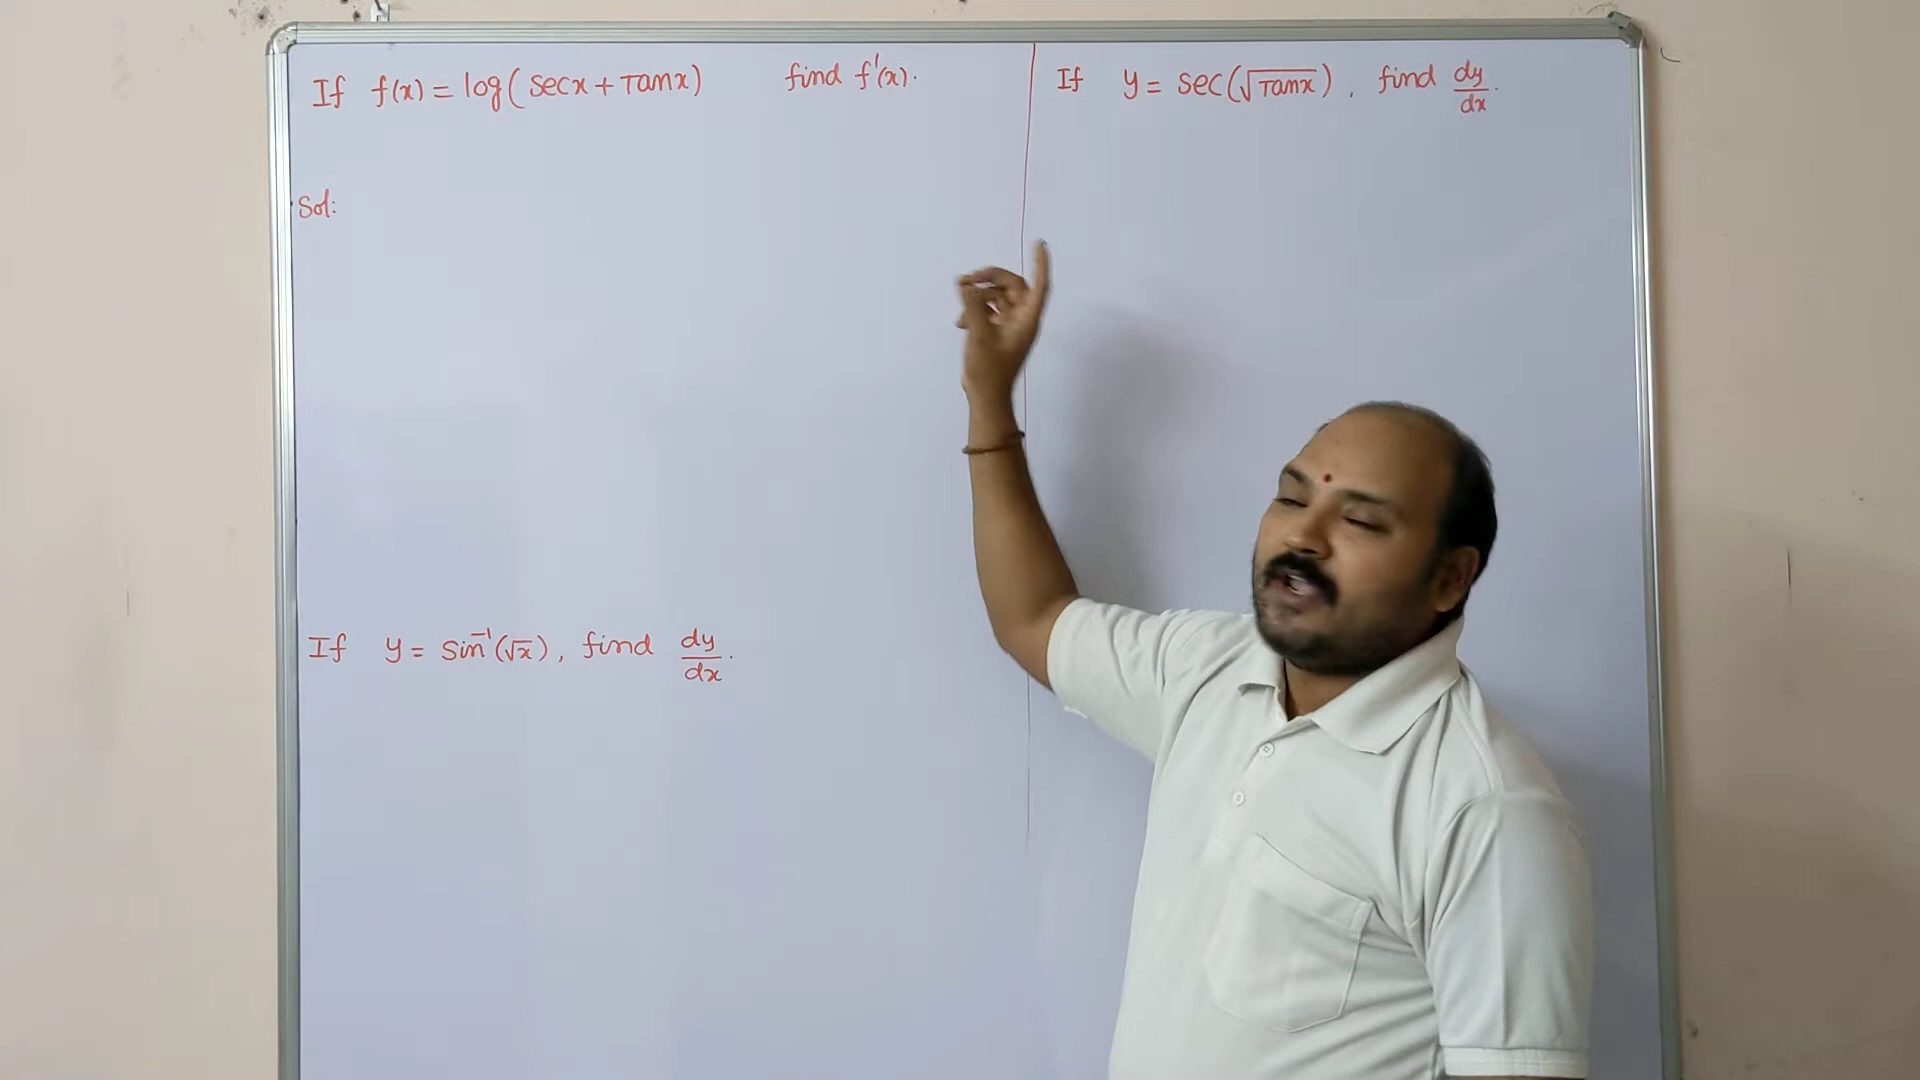 If f(x) = log(secx + Tanx) find f'(x).
Sol:
If y = sin⁻¹(√x), find dy/dx.
If y = sec(√Tanx). find dy/dx.